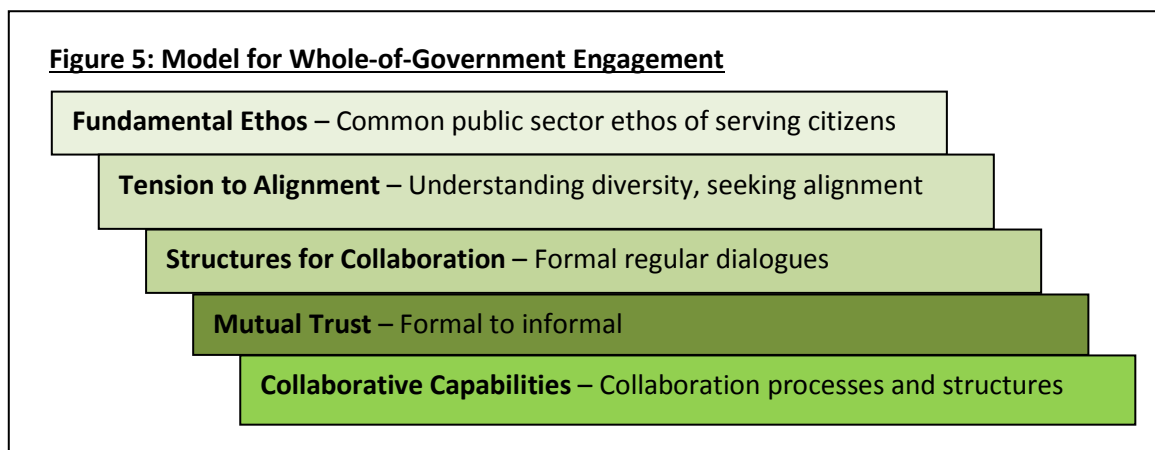 Figure 5: Model for Whole-of-Government Engagement
Fundamental Ethos – Common public sector ethos of serving citizens
Tension to Alignment – Understanding diversity, seeking alignment
Structures for Collaboration – Formal regular dialogues
Mutual Trust – Formal to informal
Collaborative Capabilities – Collaboration processes and structures